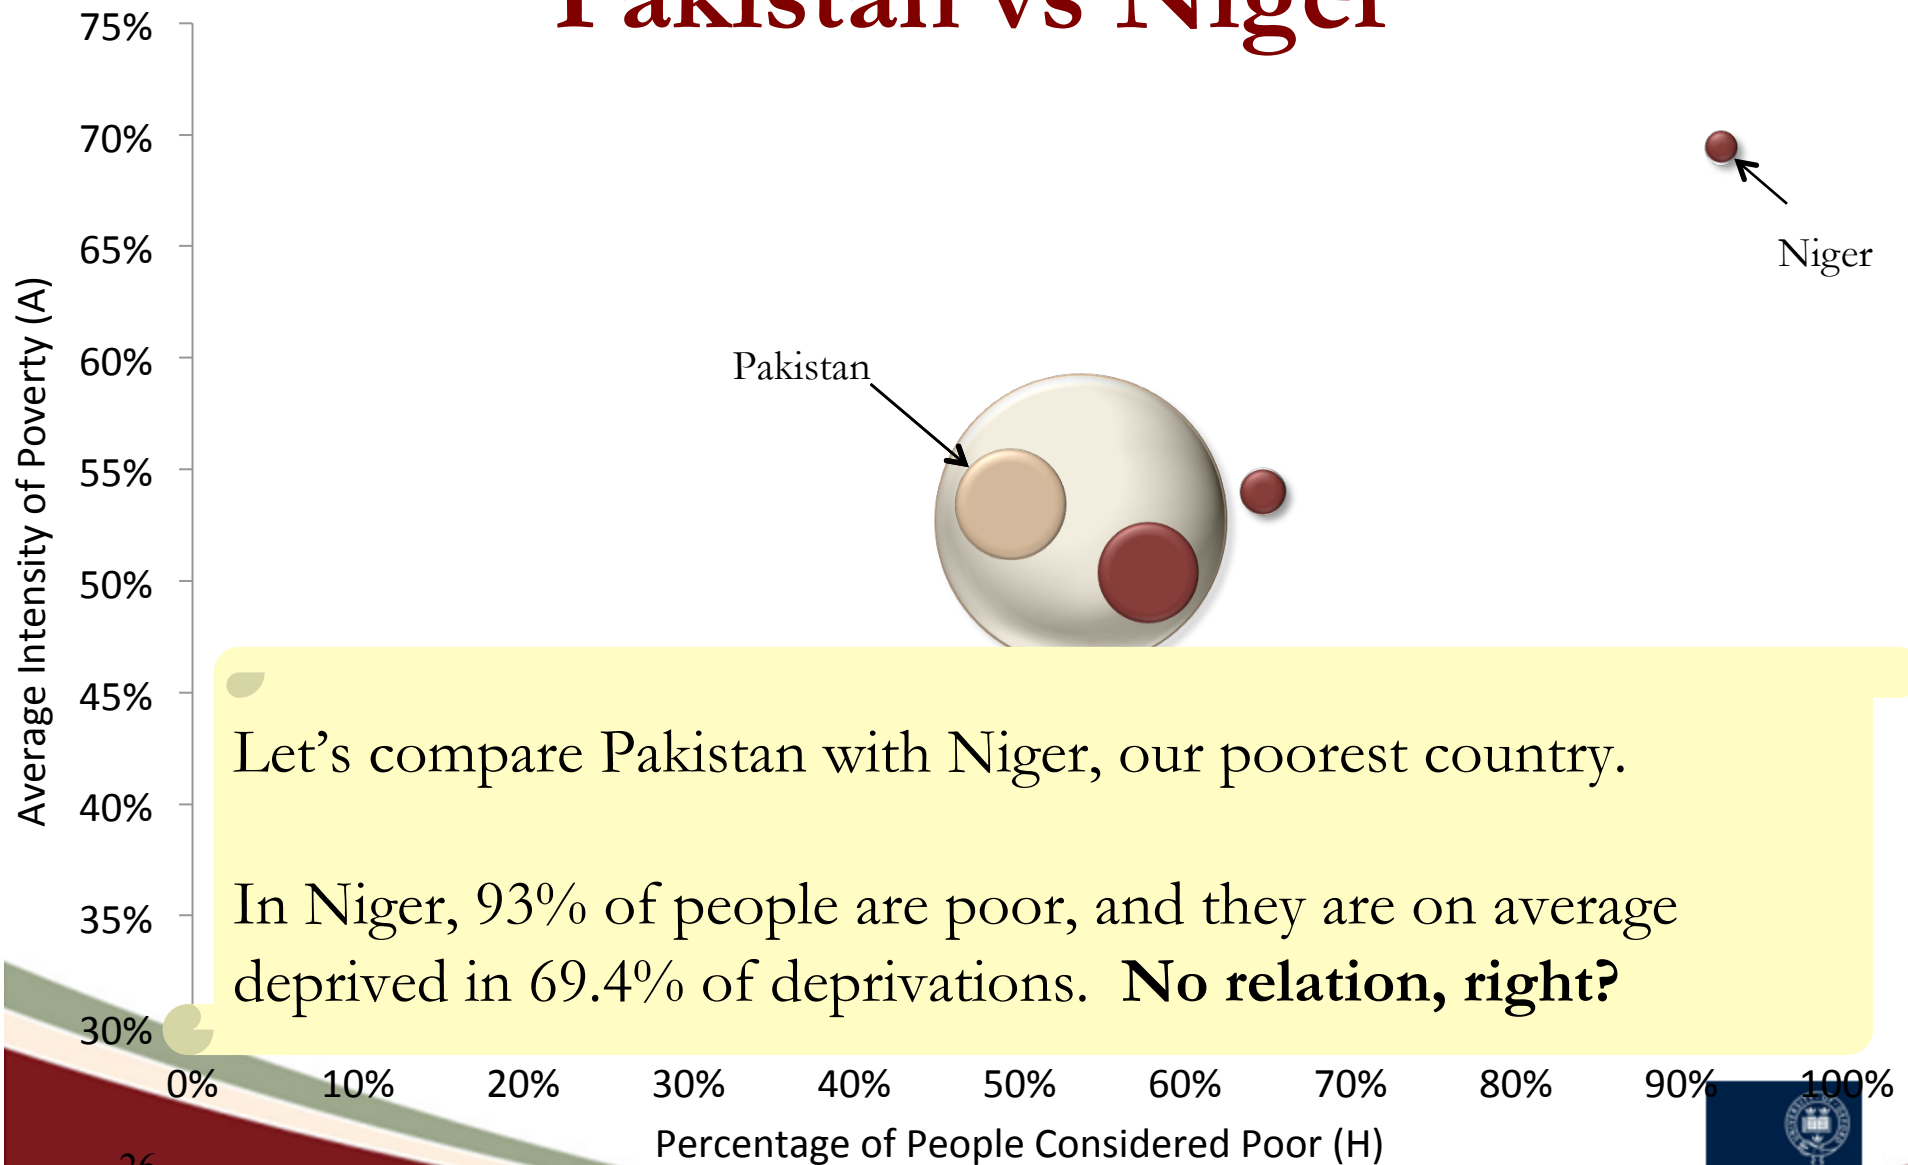 Pakistan vs Niger
75%
70%
65%
60%
55%
50%
45%
40%
35%
30%
Average Intensity of Poverty (A)
Niger
Pakistan
Let’s compare Pakistan with Niger, our poorest country.
In Niger, 93% of people are poor, and they are on average
deprived in 69.4% of deprivations. No relation, right?
0% 10% 20% 30% 40% 50% 60% 70% 80% 90% 100%
Percentage of People Considered Poor (H)
26